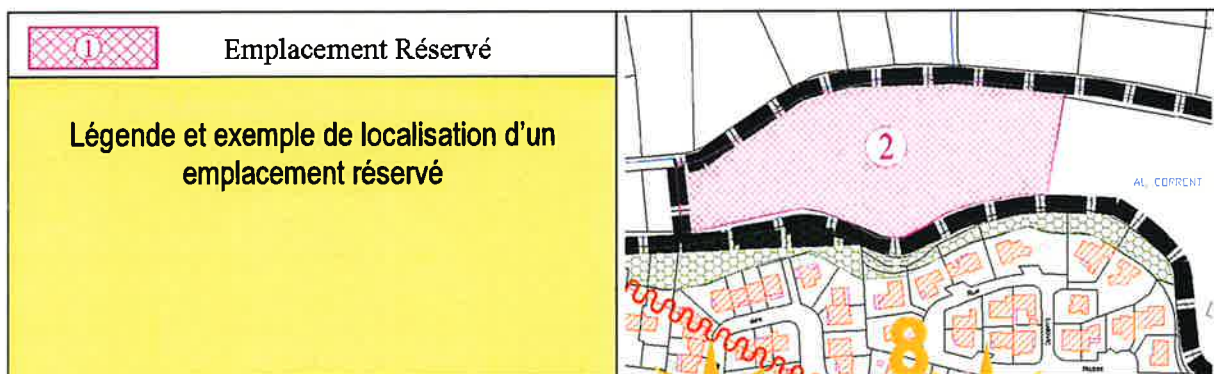 1
Emplacement Réservé
Légende et exemple de localisation d'un
emplacement réservé
2
AL, CORRENT
8